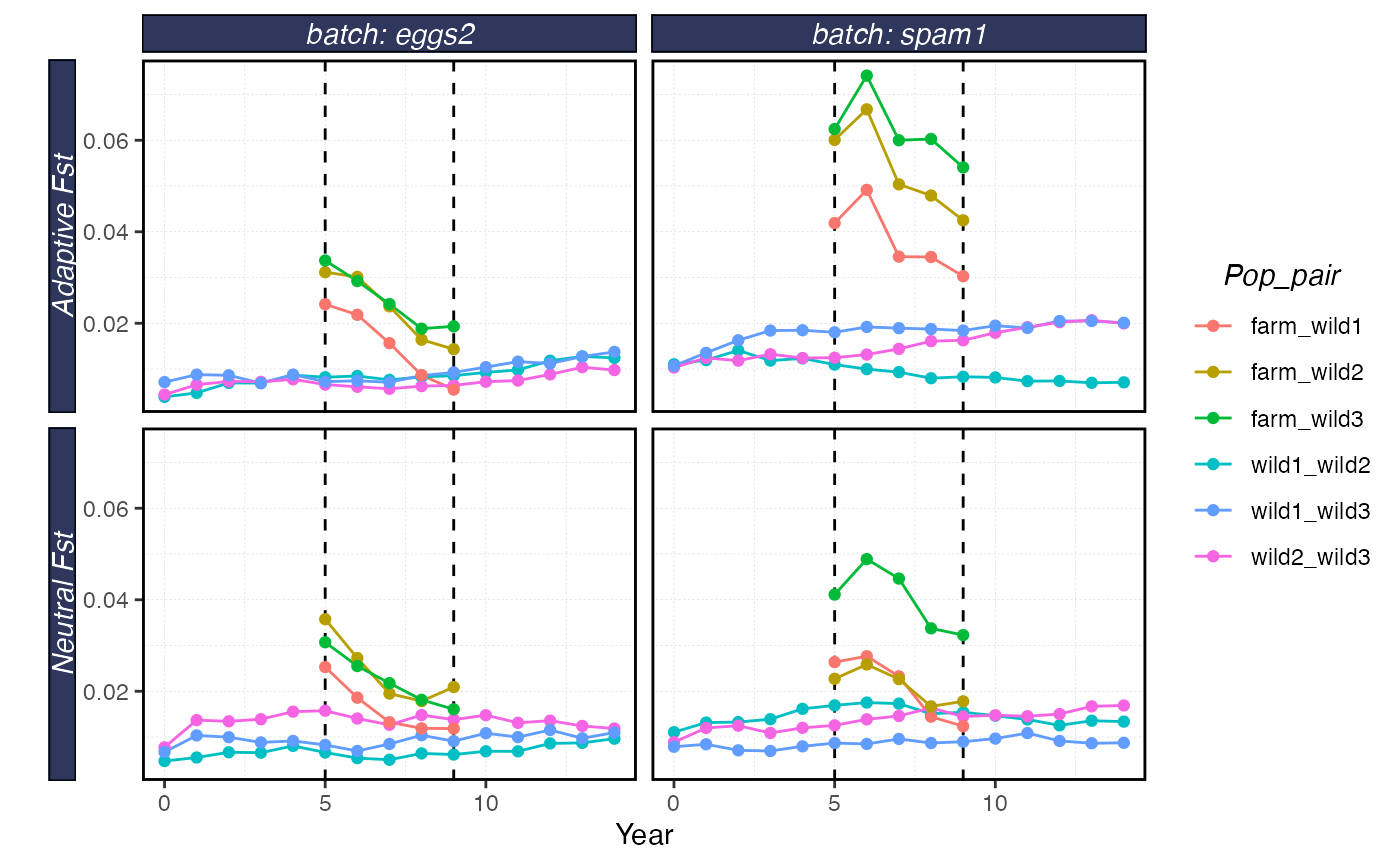 batch: eggs2
batch: spam1
Adaptive Fst
0.06
0.04
0.02
Neutral Fst
0.06
0.04
0.02
0
5
10
0
5
10
Year
Pop_pair
farm_wild1
farm_wild2
farm_wild3
wild1_wild2
wild1_wild3
wild2_wild3